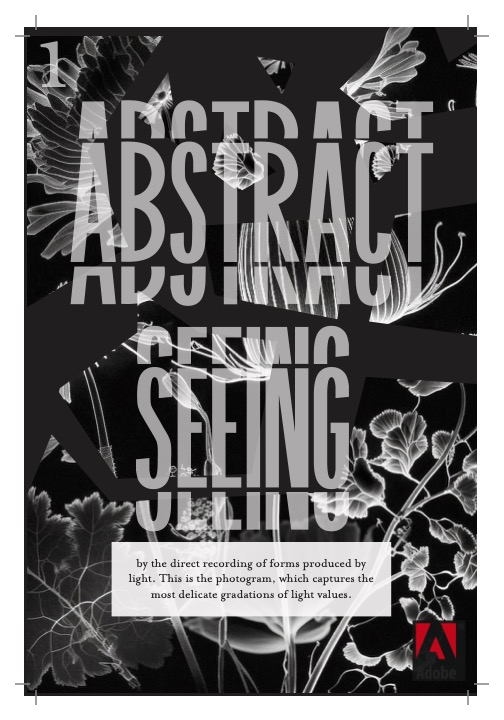 1
ABSTRACT
SEEING
by the direct recording of forms produced by
light. This is the photogram, which captures the
most delicate gradations of light values.
Adobe